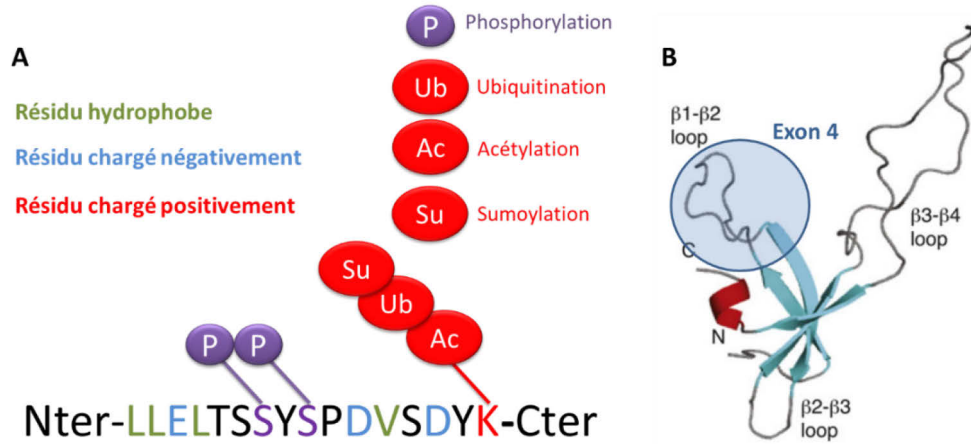 A
P Phosphorylation
Ub Ubiquitination
Ac Acétylation
Su Sumoylation
Résidu hydrophobe
Résidu chargé négativement
Résidu chargé positivement
Su
Ub
Ac
P P
Nter-LLELTSSYSPDVSDYK-Cter
B
β1-β2
loop
Exon 4
β3-β4
loop
C
N
β2-β3
loop